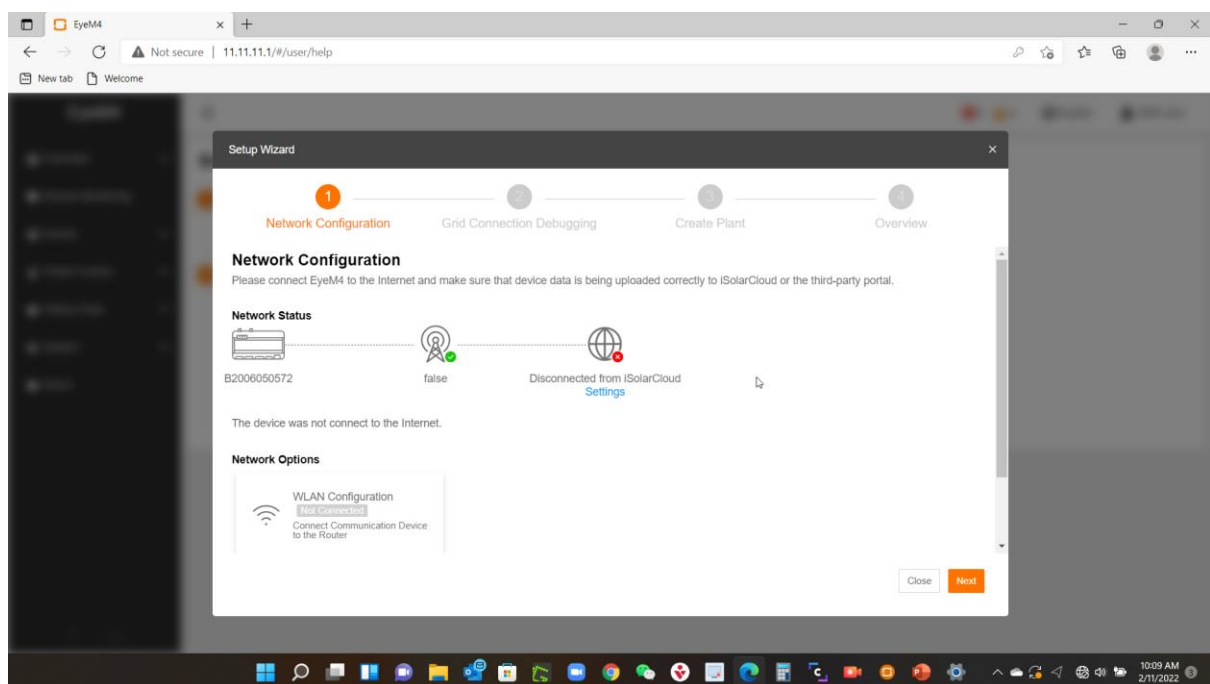 EyeM4
Not secure | 11.11.11.1/#/user/help
New tab Welcome
Setup Wizard
1 2 3 4
Network Configuration Grid Connection Debugging Create Plant Overview
Network Configuration
Please connect EyeM4 to the Internet and make sure that device data is being uploaded correctly to iSolarCloud or the third-party portal.
Network Status
B2006050572 false Disconnected from iSolarCloud
Settings
The device was not connect to the Internet.
Network Options
WLAN Configuration
Not Connected
Connect Communication Device
to the Router
Close Next
10:09 AM
2/11/2022